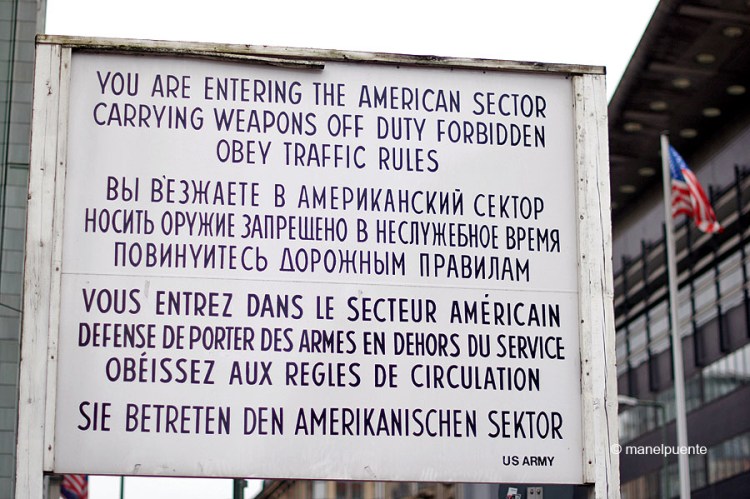 YOU ARE ENTERING THE AMERICAN SECTOR
CARRYING WEAPONS OFF DUTY FORBIDDEN
OBEY TRAFFIC RULES
ВЫ В'ЕЗЖАЕТЕ В АМЕРИКАНСКИЙ СЕКТОР
НОСИТЬ ОРУЖИЕ ЗАПРЕЩЕНО В НЕСЛУЖЕБНОЕ ВРЕМЯ
ПОВИНУИТЕСЬ ДОРОЖНЫМ ПРАВИЛАМ
VOUS ENTREZ DANS LE SECTEUR AMÉRICAIN
DEFENSE DE PORTER DES ARMES EN DEHORS DU SERVICE
OBÉISSEZ AUX REGLES DE CIRCULATION
SIE BETRETEN DEN AMERIKANISCHEN SEKTOR
US ARMY
© manelpuente